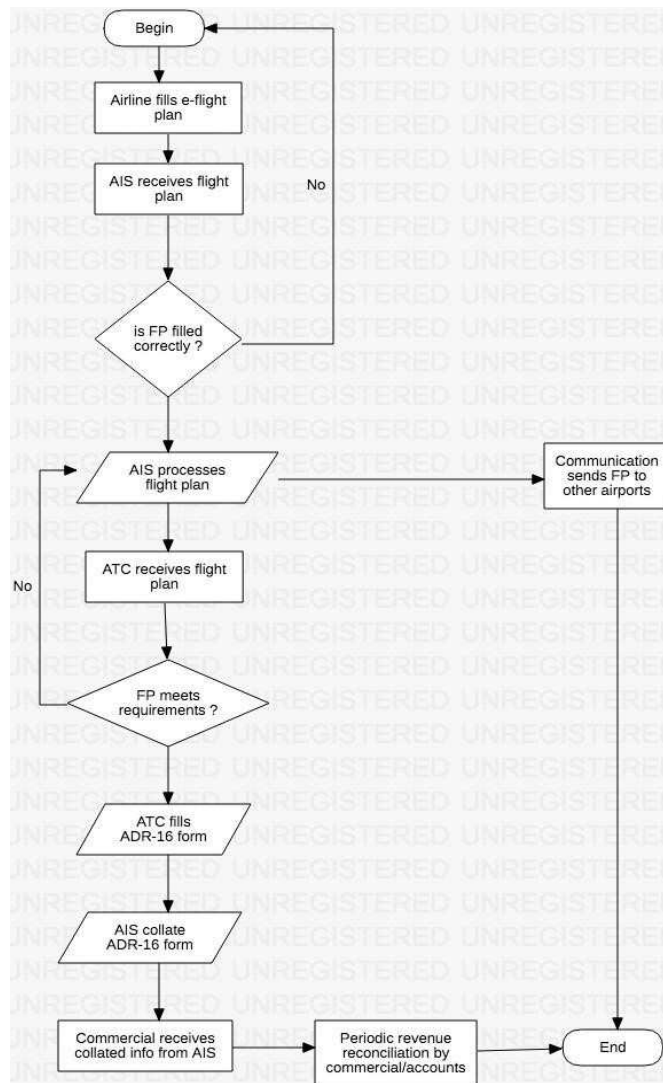 Begin
Airline fills e-flight
plan
AIS receives flight
plan
No
is FP filled
correctly ?
AIS processes
flight plan
Communication
sends FP to
other airports
ATC receives flight
plan
No
FP meets
requirements ?
ATC fills
ADR-16 form
AIS collate
ADR-16 form
Commercial receives
collated info from AIS
Periodic revenue
reconciliation by
commercial/accounts
End
UNREGISTERED